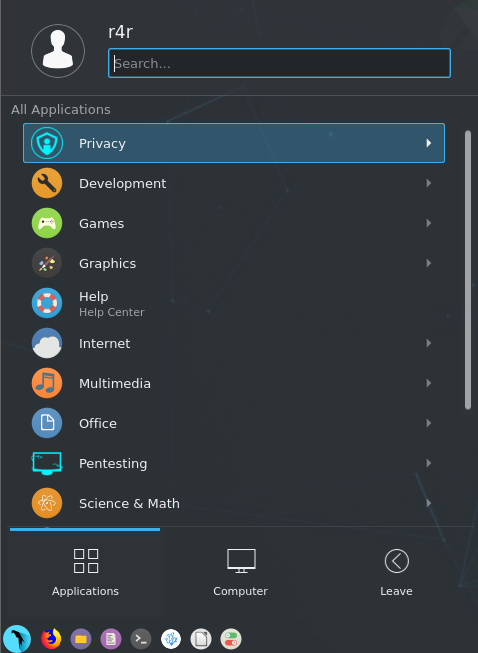 r4r
Search...
All Applications
Privacy
Development
Games
Graphics
Help
Help Center
Internet
Multimedia
Office
Pentesting
Science & Math
Applications
Computer
Leave